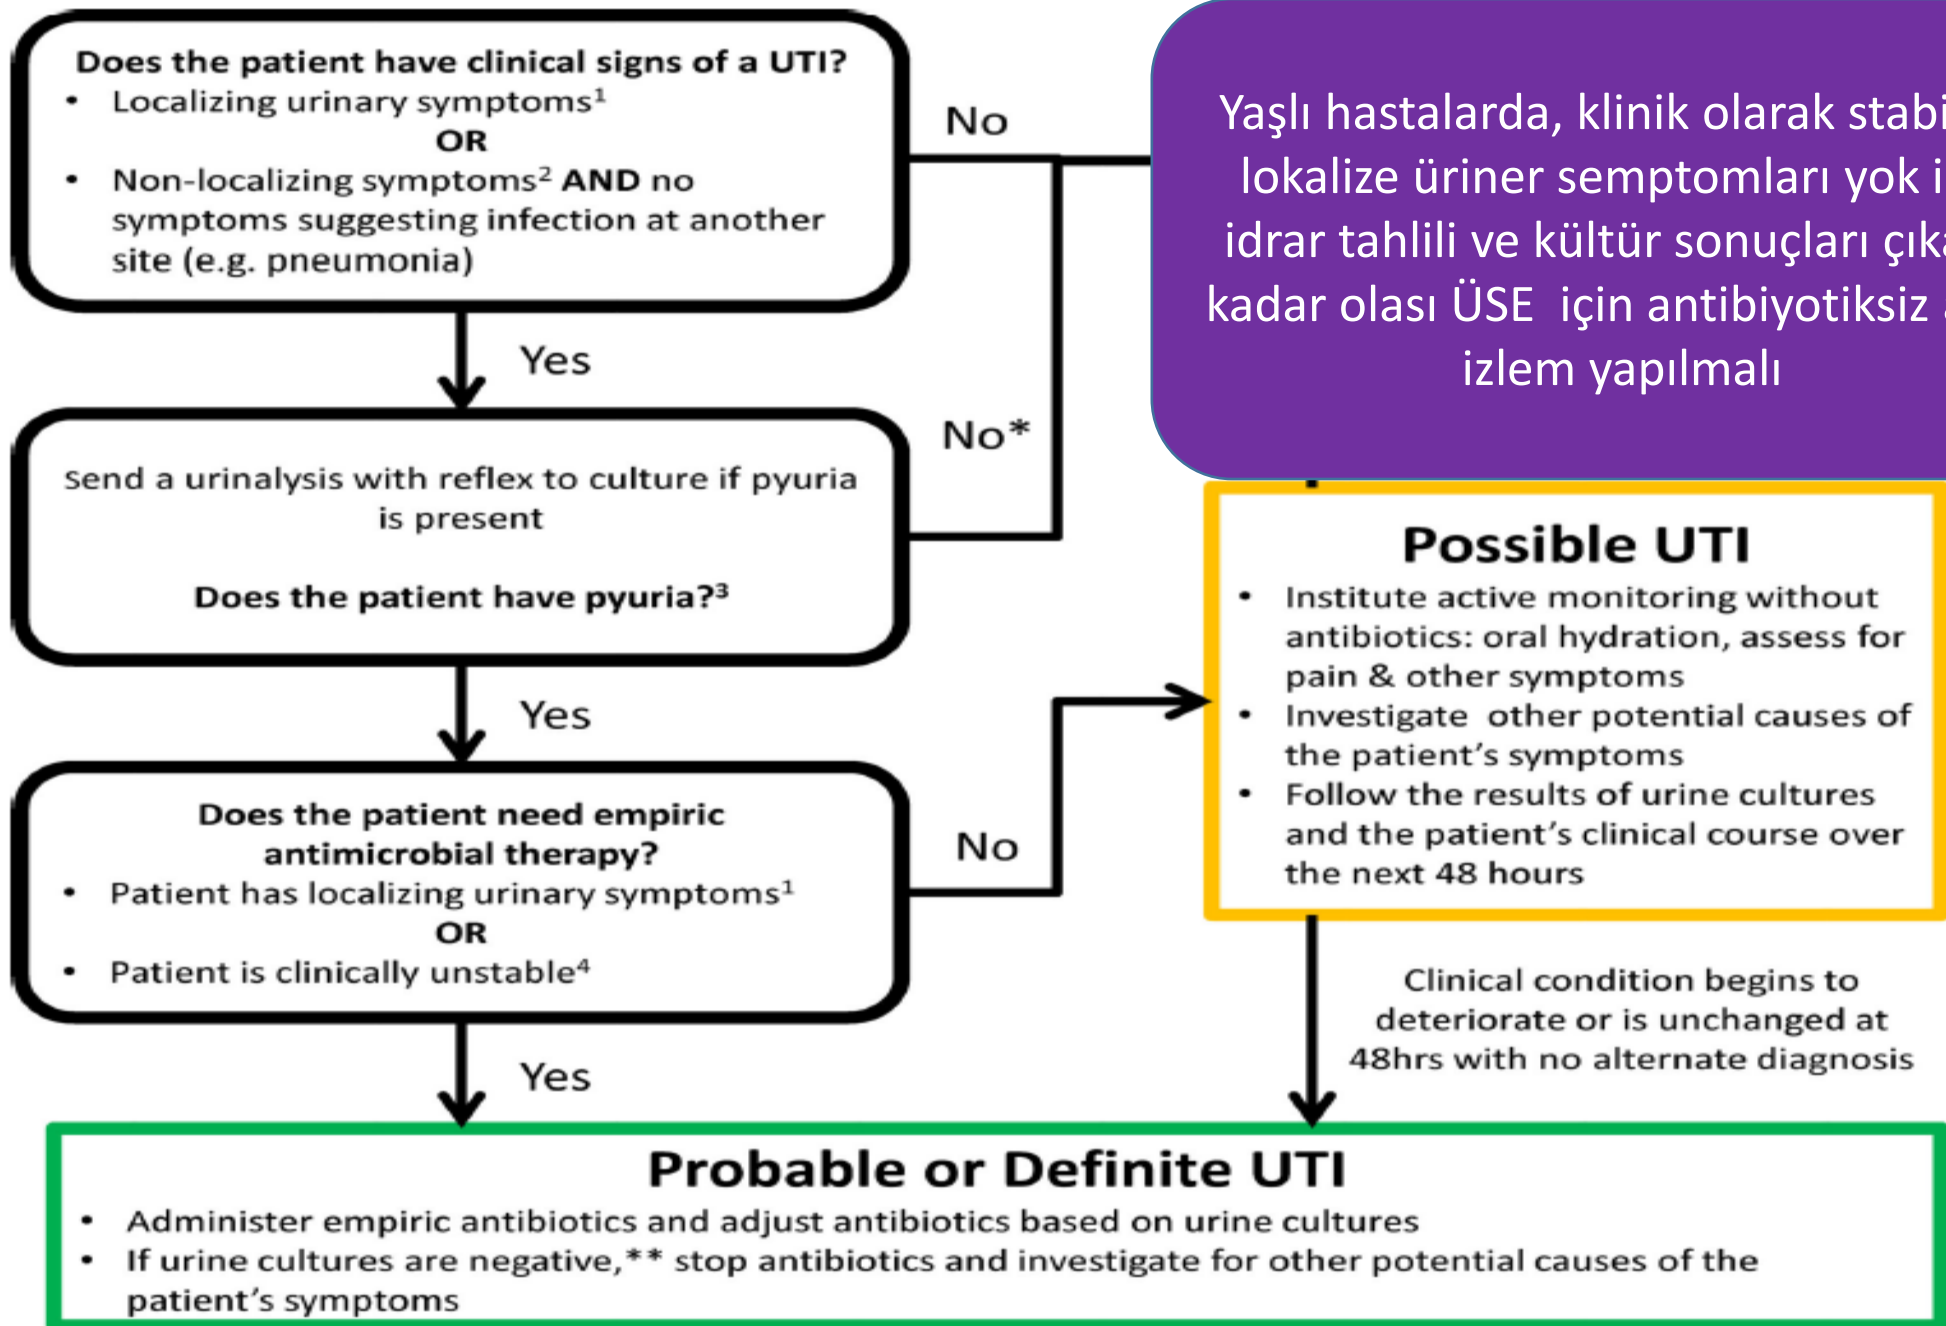 Does the patient have clinical signs of a UTI?
• Localizing urinary symptoms¹
OR
• Non-localizing symptoms² AND no
symptoms suggesting infection at another
site (e.g. pneumonia)
No
Yaşlı hastalarda, klinik olarak
lokalize üriner semptomları yok
idrar tahlili ve kültür sonuçları
kadar olası ÜSE için antibiyotiksiz
izlem yapılmalı
Yes
Send a urinalysis with reflex to culture if pyuria
is present
Does the patient have pyuria?³
No*
Yes
Does the patient need empiric
antimicrobial therapy?
• Patient has localizing urinary symptoms¹
OR
• Patient is clinically unstable⁴
No
Possible UTI
• Institute active monitoring without
antibiotics: oral hydration, assess for
pain & other symptoms
• Investigate other potential causes of
the patient's symptoms
• Follow the results of urine cultures
and the patient's clinical course over
the next 48 hours
Clinical condition begins to
deteriorate or is unchanged at
48hrs with no alternate diagnosis
Yes
Probable or Definite UTI
• Administer empiric antibiotics and adjust antibiotics based on urine cultures
• If urine cultures are negative,** stop antibiotics and investigate for other potential causes of the
patient's symptoms